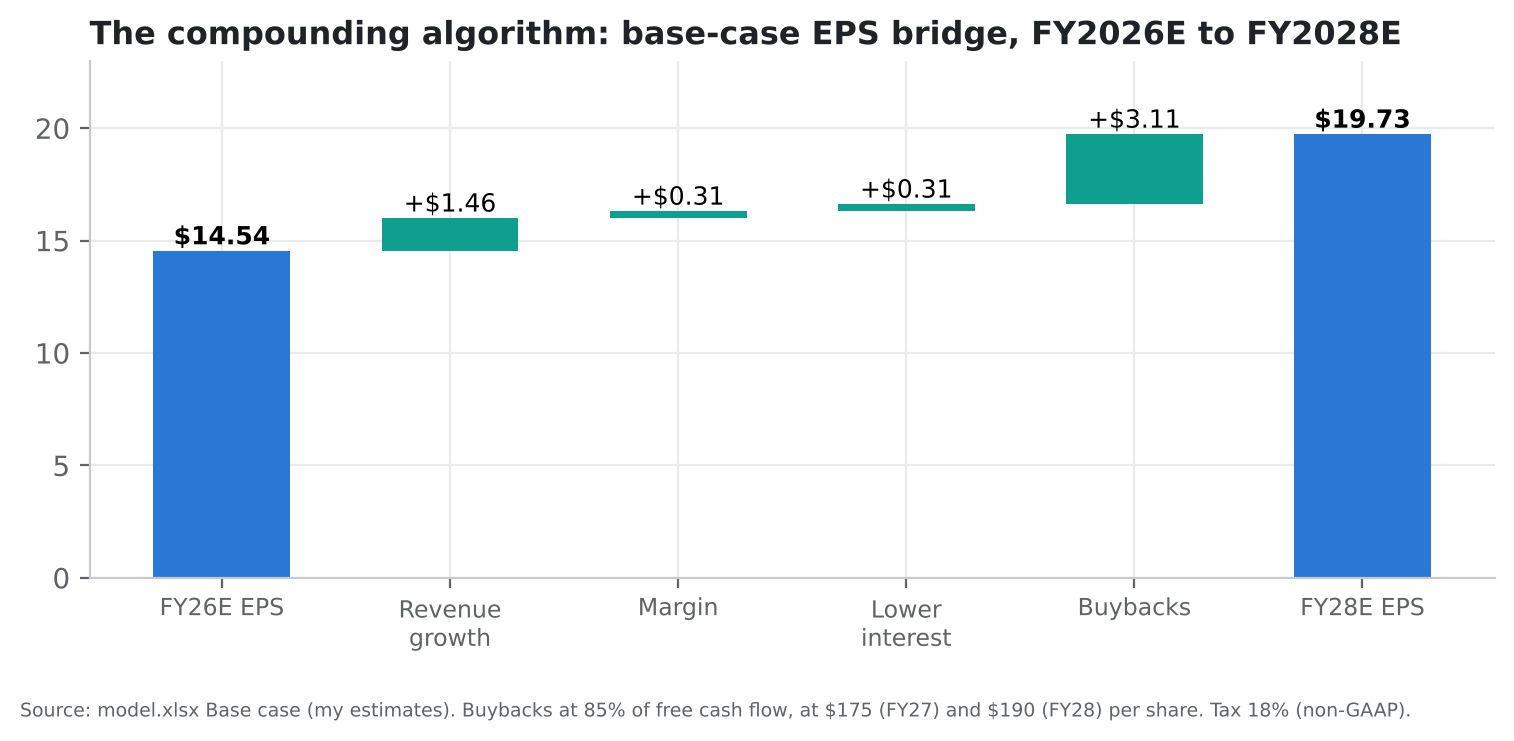 The compounding algorithm: base-case EPS bridge, FY2026E to FY2028E
20
15
10
5
0
$14.54
+$1.46
+$0.31
+$0.31
+$3.11
$19.73
FY26E EPS
Revenue
growth
Margin
Lower
interest
Buybacks
FY28E EPS
Source: model.xlsx Base case (my estimates). Buybacks at 85% of free cash flow, at $175 (FY27) and $190 (FY28) per share. Tax 18% (non-GAAP).